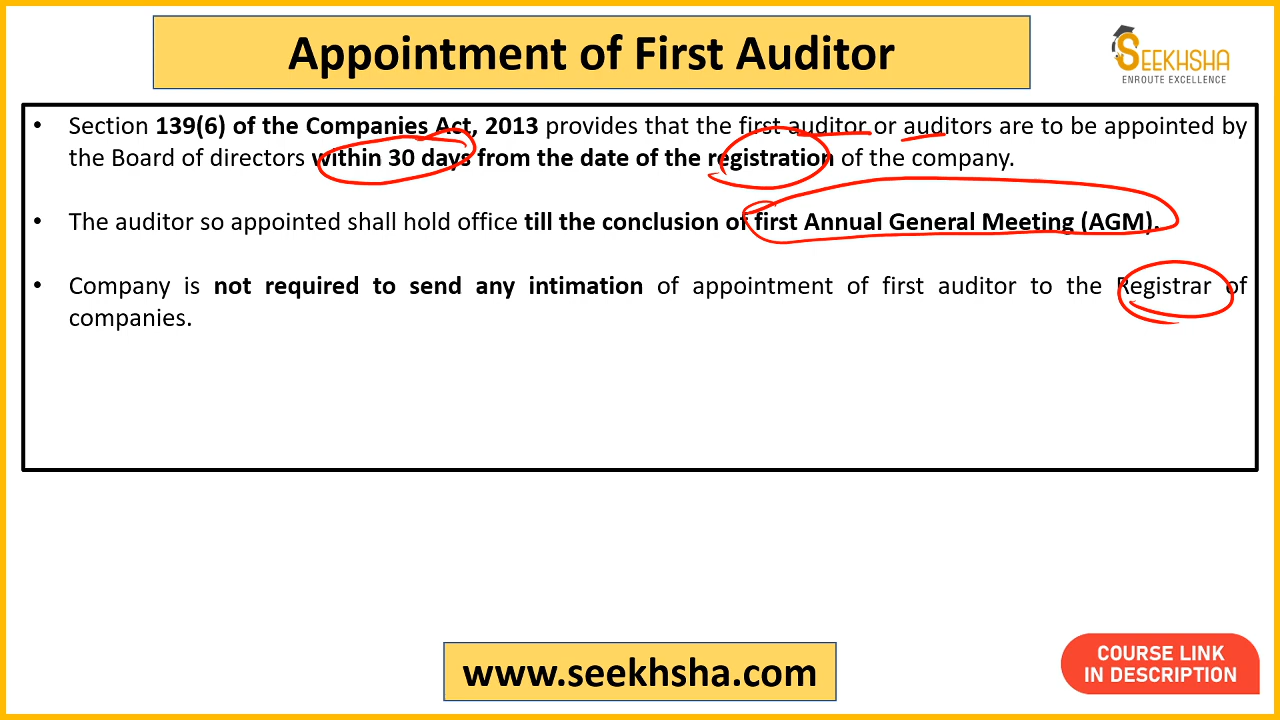 Appointment of First Auditor
SEEKHSHA
ENROUTE EXCELLENCE
• Section 139(6) of the Companies Act, 2013 provides that the first auditor or auditors are to be appointed by
the Board of directors within 30 days from the date of the registration of the company.
• The auditor so appointed shall hold office till the conclusion of first Annual General Meeting (AGM).
• Company is not required to send any intimation of appointment of first auditor to the Registrar of
companies.
www.seekhsha.com
COURSE LINK
IN DESCRIPTION